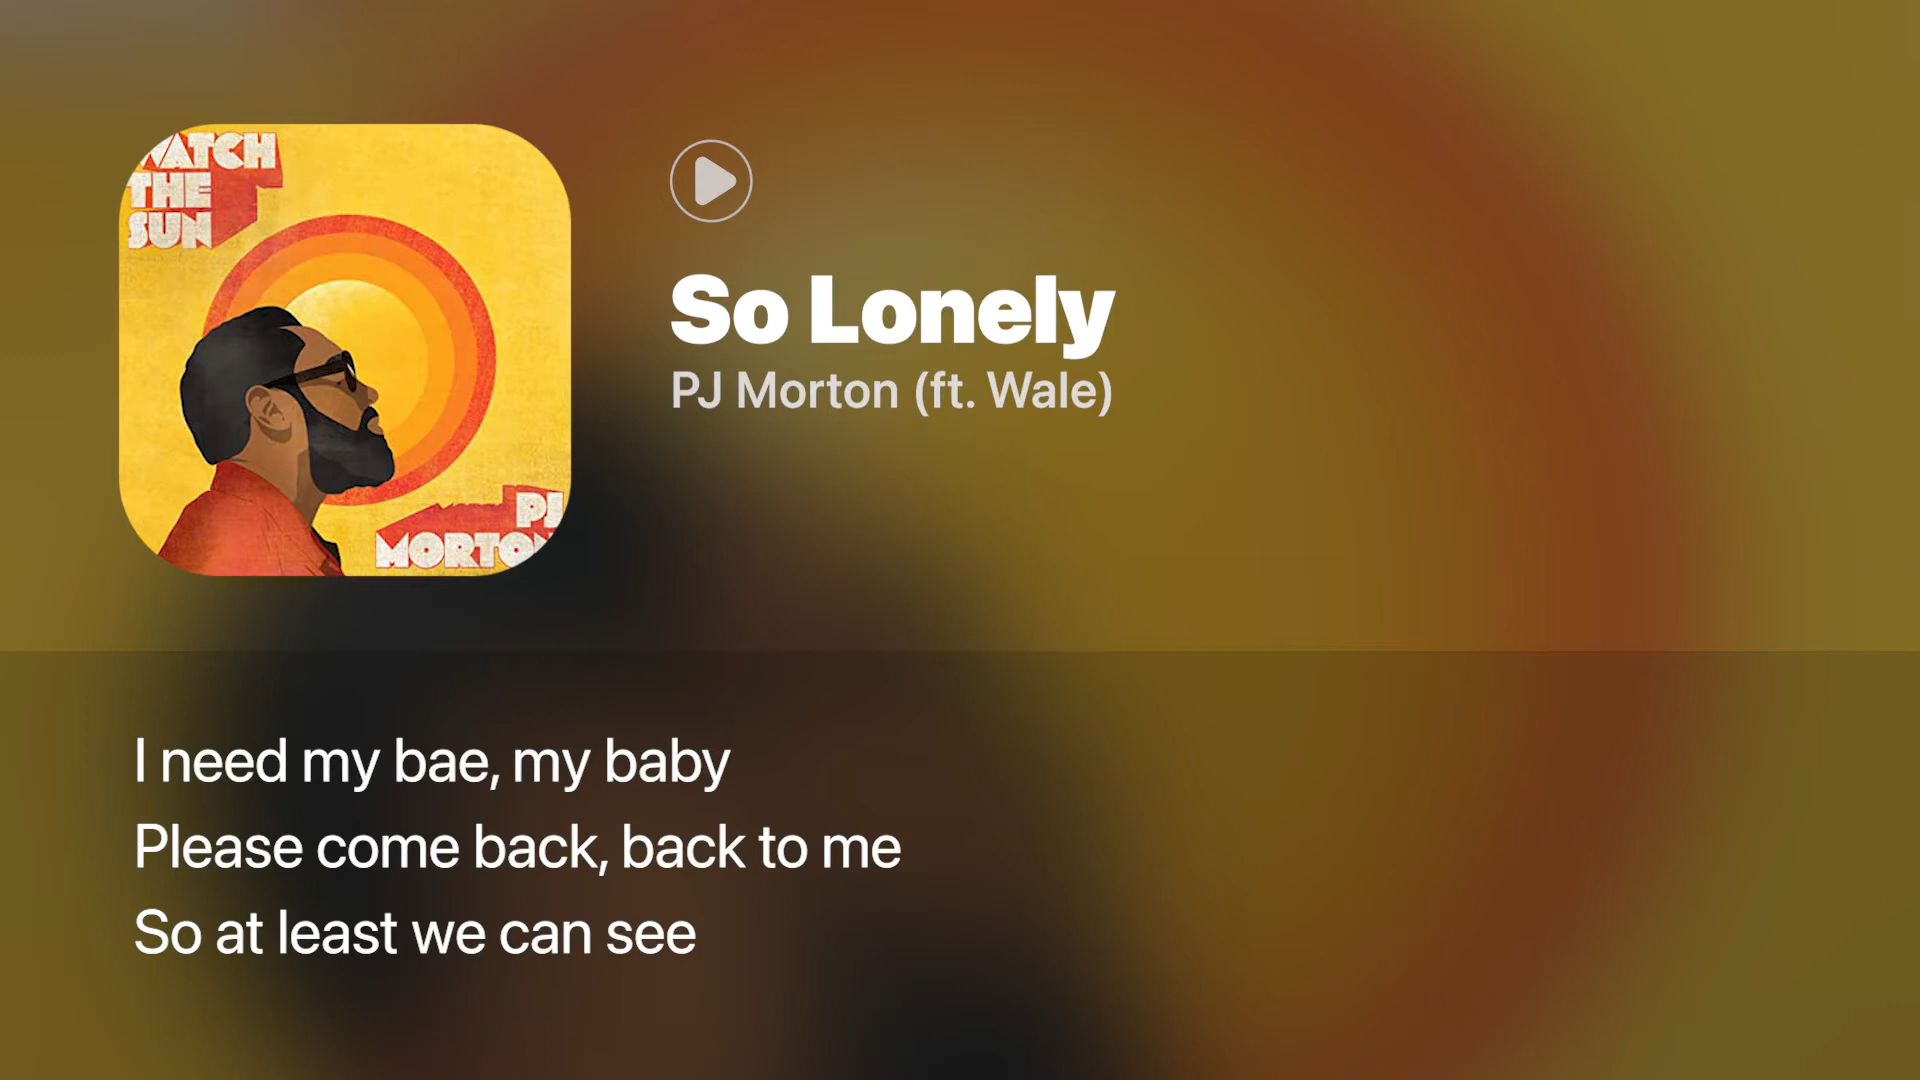 WATCH
THE
SUN
PJ
MORTON
So Lonely
PJ Morton (ft. Wale)
I need my bae, my baby
Please come back, back to me
So at least we can see